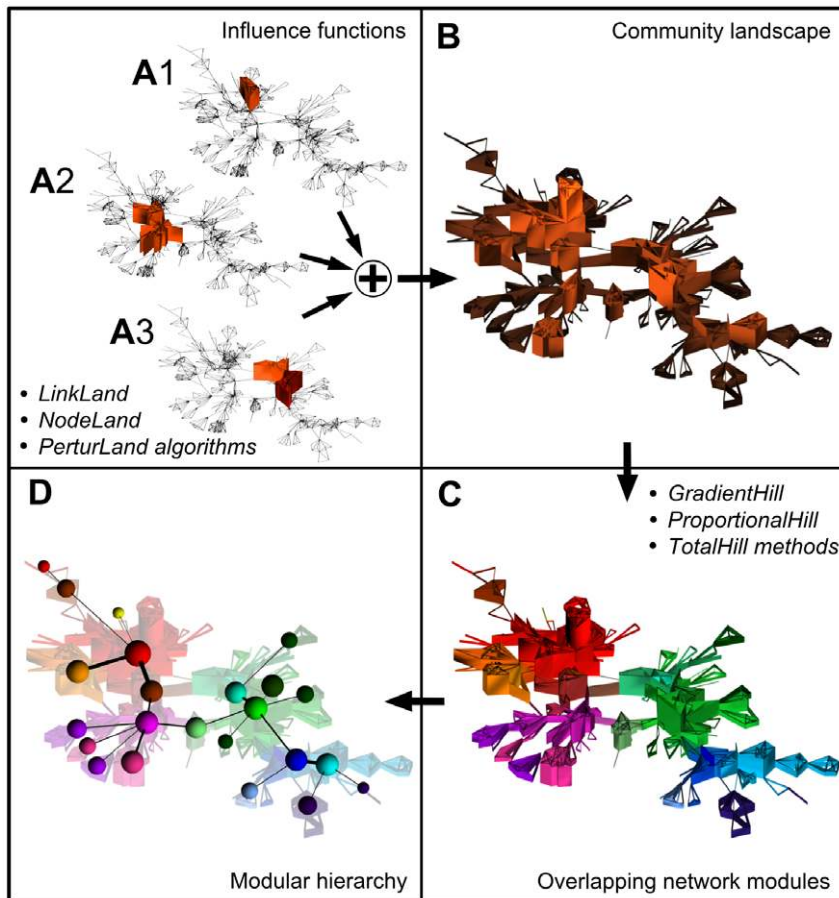 Influence functions
A1
A2
A3
• LinkLand
• NodeLand
• PerturLand algorithms
B
Community landscape
D
Modular hierarchy
C
• GradientHill
• ProportionalHill
• TotalHill methods
Overlapping network modules